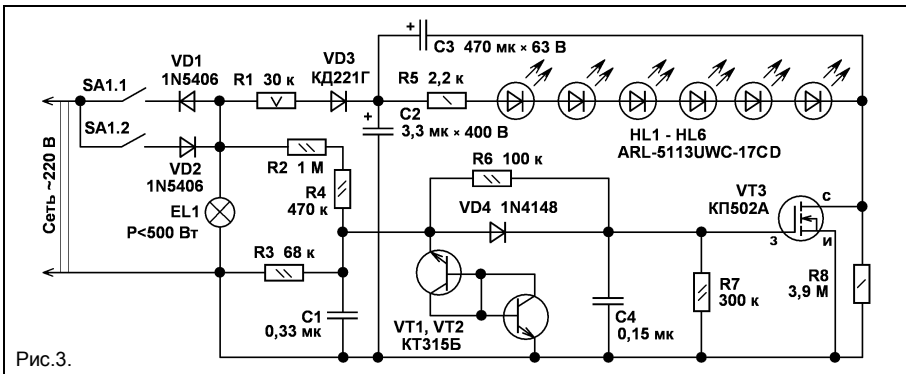 C3 470 мк × 63 В
VD1
1N5406
R1 30 к
VD3
КД221Г
R5 2,2 к
SA1.1
C2
3,3 мк × 400 В
HL1 - HL6
ARL-5113UWC-17CD
SA1.2
VD2
1N5406
R2 1 М
R4
470 к
R6 100 к
VT3
КП502А
Сеть ~220 В
EL1
P<500 Вт
VD4 1N4148
с
з
и
R3 68 к
R7
300 к
R8
3,9 М
C1
0,33 мк
VT1, VT2
КТ315Б
C4
0,15 мк
Рис.3.
+
+